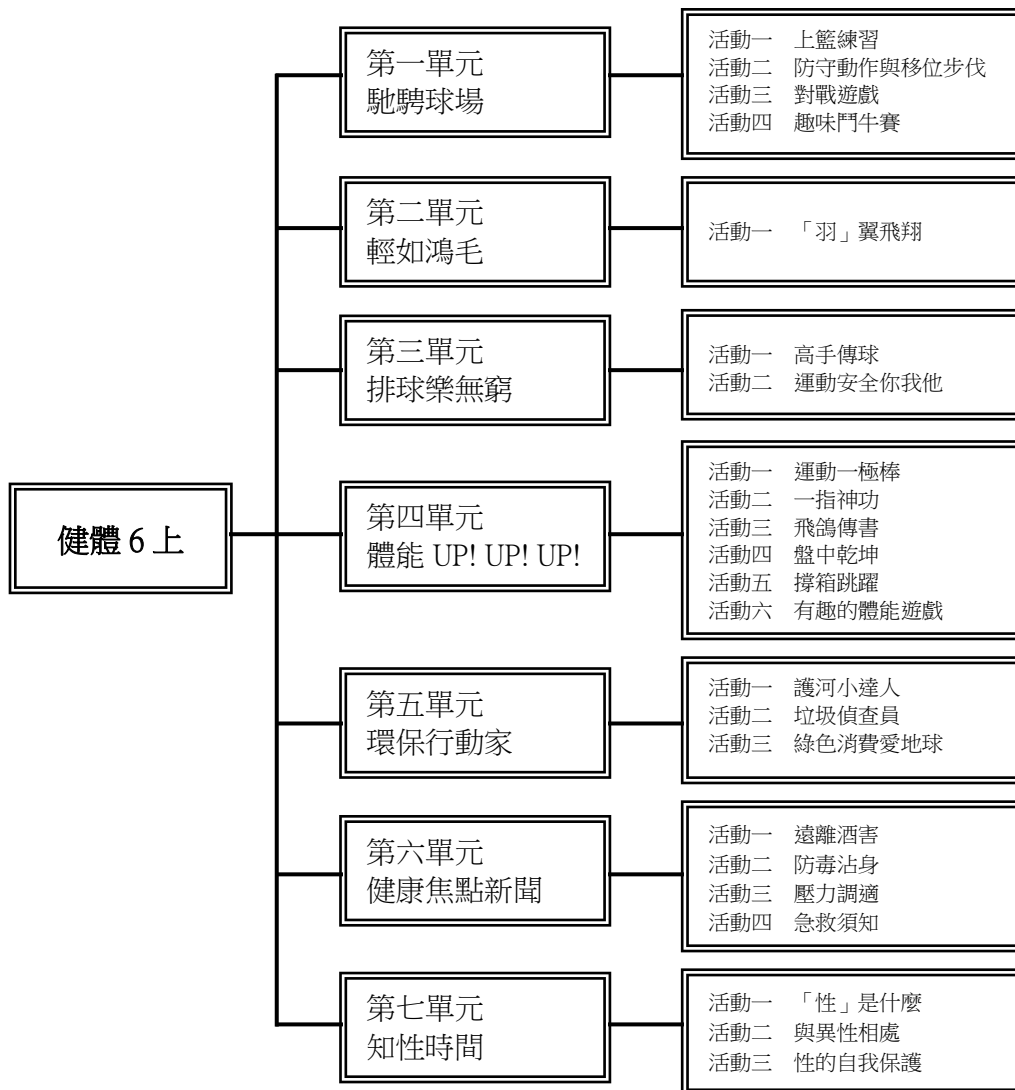 健體 6 上
第一單元
馳騁球場
活動一 上籃練習
活動二 防守動作與移位步伐
活動三 對戰遊戲
活動四 趣味鬥牛賽
第二單元
輕如鴻毛
活動一 「羽」翼飛翔
第三單元
排球樂無窮
活動一 高手傳球
活動二 運動安全你我他
第四單元
體能 UP! UP! UP!
活動一 運動一極棒
活動二 一指神功
活動三 飛鴿傳書
活動四 盤中乾坤
活動五 撐箱跳躍
活動六 有趣的體能遊戲
第五單元
環保行動家
活動一 護河小達人
活動二 垃圾偵查員
活動三 綠色消費愛地球
第六單元
健康焦點新聞
活動一 遠離酒害
活動二 防毒沾身
活動三 壓力調適
活動四 急救須知
第七單元
知性時間
活動一 「性」是什麼
活動二 與異性相處
活動三 性的自我保護